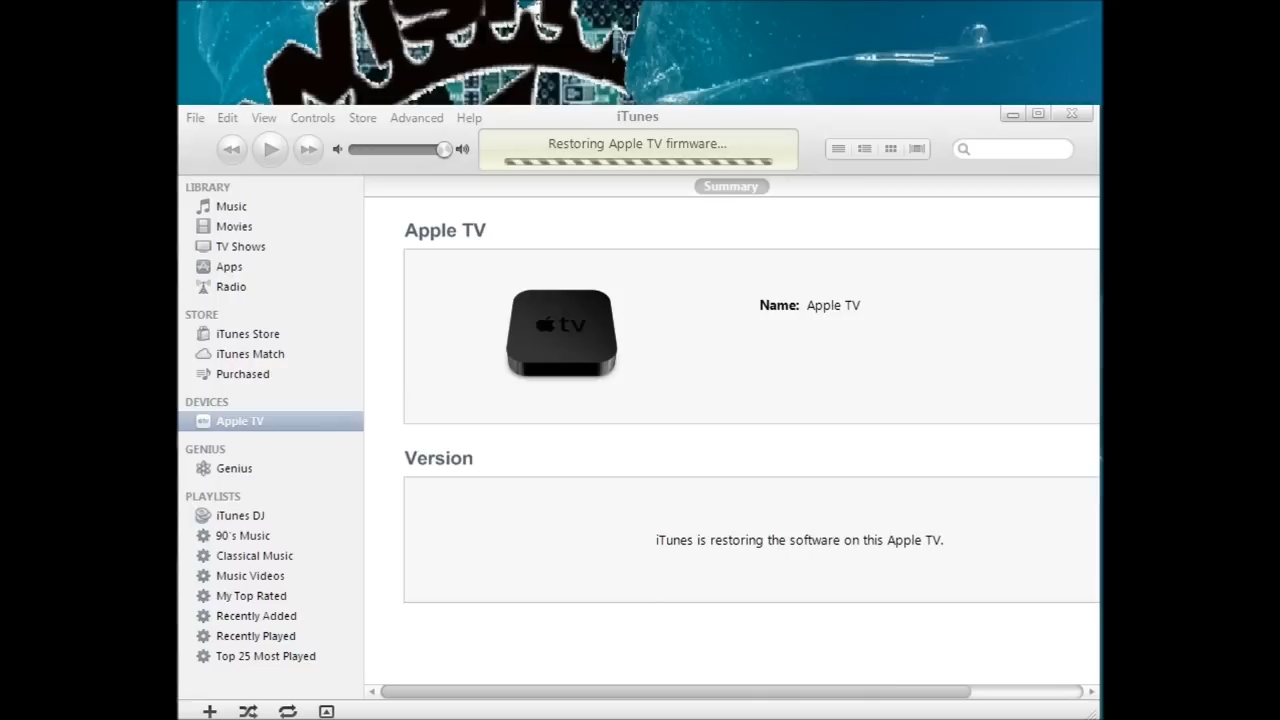 File Edit View Controls Store Advanced Help
iTunes
Restoring Apple TV firmware...
LIBRARY
Music
Movies
TV Shows
Apps
Radio
STORE
iTunes Store
iTunes Match
Purchased
DEVICES
Apple TV
GENIUS
Genius
PLAYLISTS
iTunes DJ
90's Music
Classical Music
Music Videos
My Top Rated
Recently Added
Recently Played
Top 25 Most Played
Summary
Apple TV
tv
Name: Apple TV
Version
iTunes is restoring the software on this Apple TV.